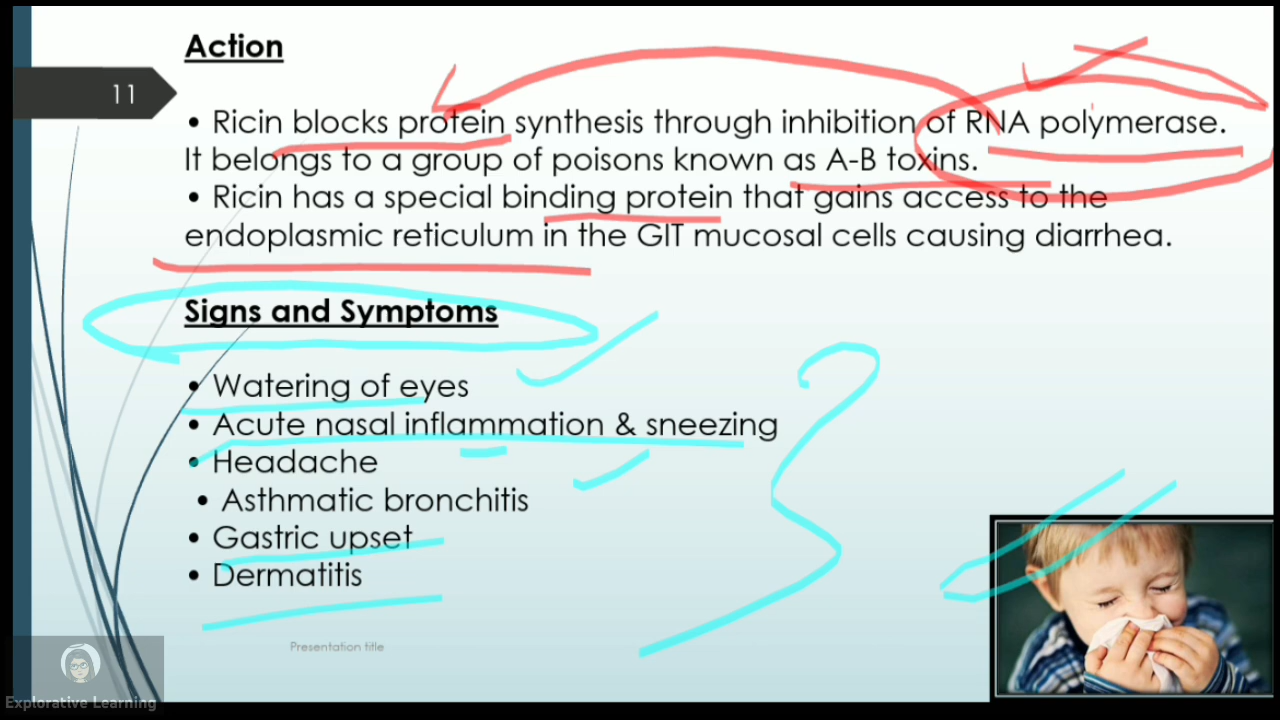 Action
11
• Ricin blocks protein synthesis through inhibition of RNA polymerase.
It belongs to a group of poisons known as A-B toxins.
• Ricin has a special binding protein that gains access to the
endoplasmic reticulum in the GIT mucosal cells causing diarrhea.
Signs and Symptoms
• Watering of eyes
• Acute nasal inflammation & sneezing
• Headache
• Asthmatic bronchitis
• Gastric upset
• Dermatitis
Presentation title
Explorative Learning